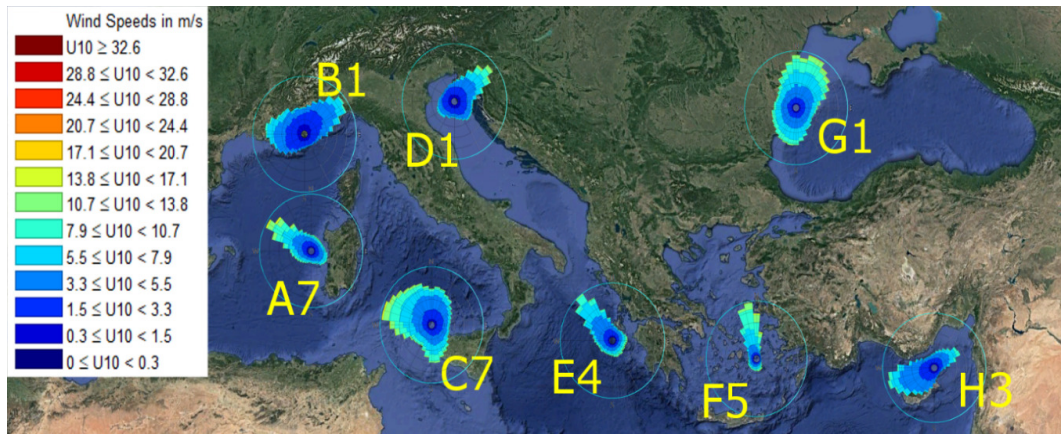 Wind Speeds in m/s
U10 ≥ 32.6
28.8 ≤ U10 < 32.6
24.4 ≤ U10 < 28.8
20.7 ≤ U10 < 24.4
17.1 ≤ U10 < 20.7
13.8 ≤ U10 < 17.1
10.7 ≤ U10 < 13.8
7.9 ≤ U10 < 10.7
5.5 ≤ U10 < 7.9
3.3 ≤ U10 < 5.5
1.5 ≤ U10 < 3.3
0.3 ≤ U10 < 1.5
0 ≤ U10 < 0.3
B1
D1
G1
A7
C7
E4
F5
H3